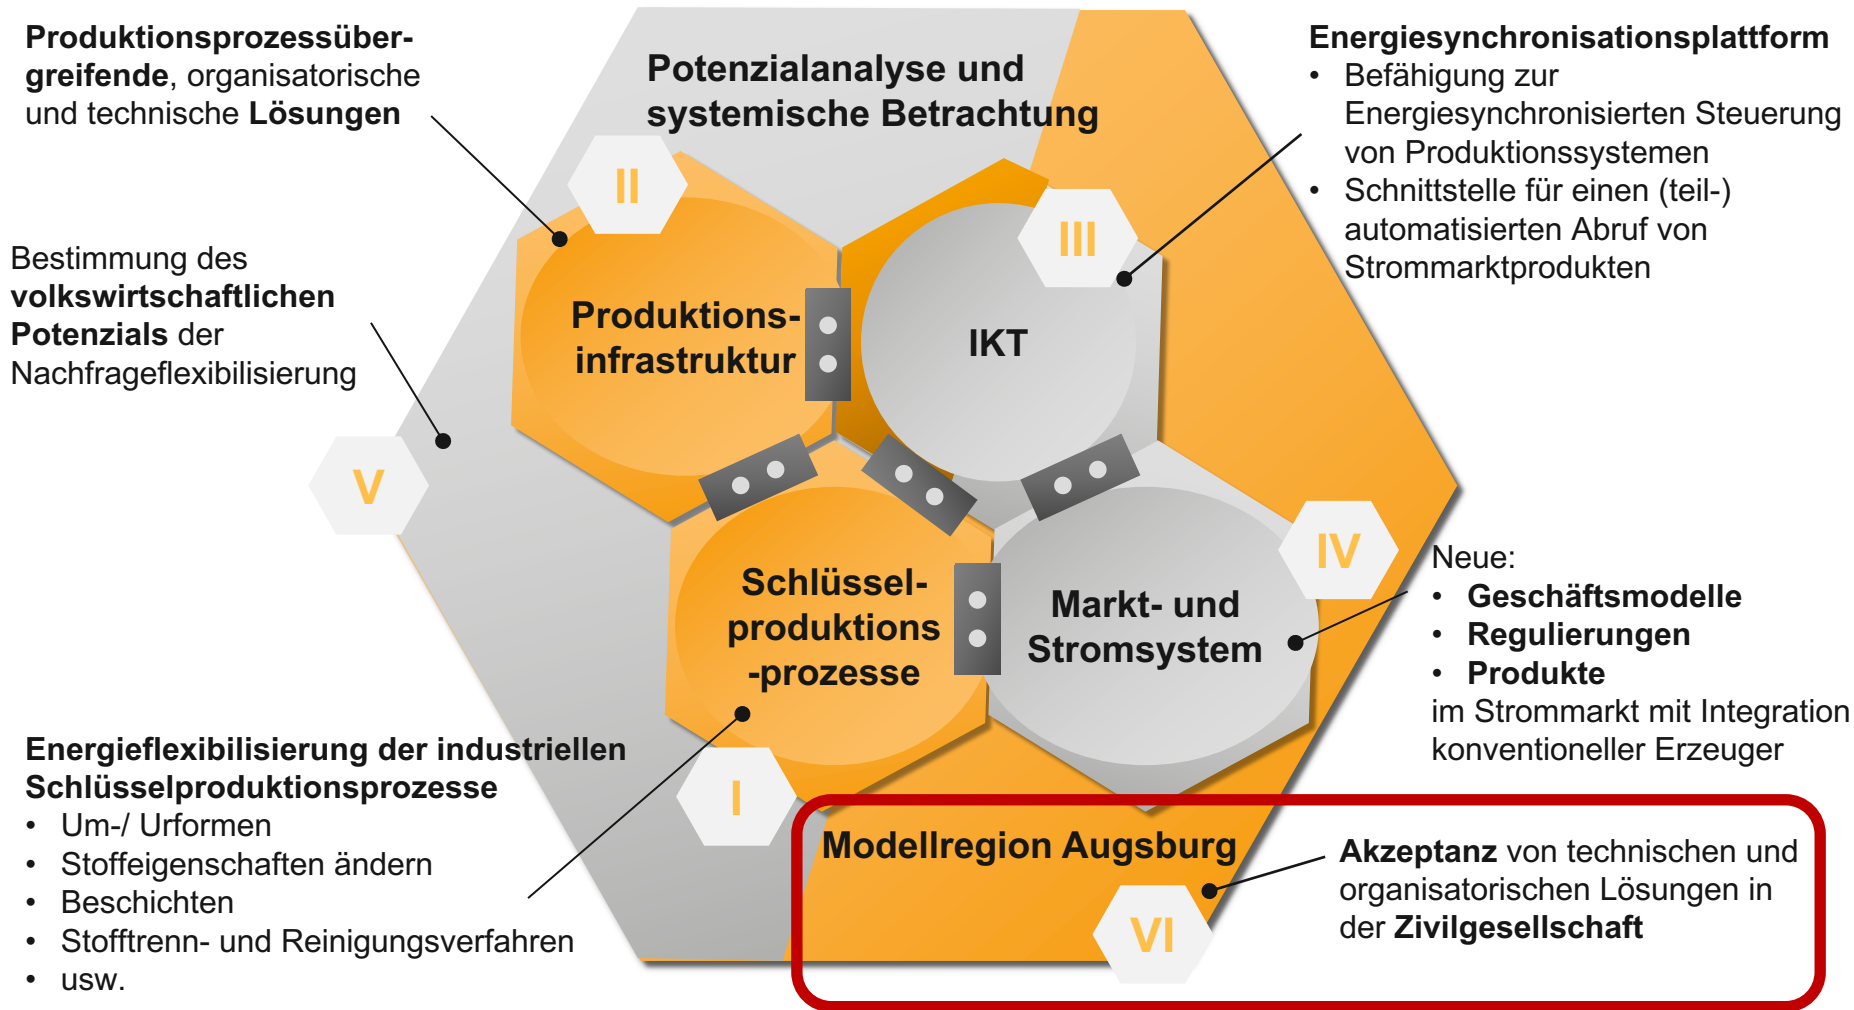 Produktionsprozessüber-
greifende, organisatorische
und technische Lösungen
Potenzialanalyse und
systemische Betrachtung
Energiesynchronisationsplattform
• Befähigung zur
Energiesynchronisierten Steuerung
von Produktionssystemen
• Schnittstelle für einen (teil-)
automatisierten Abruf von
Strommarktprodukten
II
III
Bestimmung des
volkswirtschaftlichen
Potenzials der
Nachfrageflexibilisierung
Produktions-
infrastruktur
IKT
V
IV
Schlüssel-
produktions
-prozesse
Markt- und
Stromsystem
Neue:
• Geschäftsmodelle
• Regulierungen
• Produkte
im Strommarkt mit Integration
konventioneller Erzeuger
Energieflexibilisierung der industriellen
Schlüsselproduktionsprozesse
• Um-/ Urformen
• Stoffeigenschaften ändern
• Beschichten
• Stofftrenn- und Reinigungsverfahren
• usw.
I
Modellregion Augsburg
VI
Akzeptanz von technischen und
organisatorischen Lösungen in
der Zivilgesellschaft